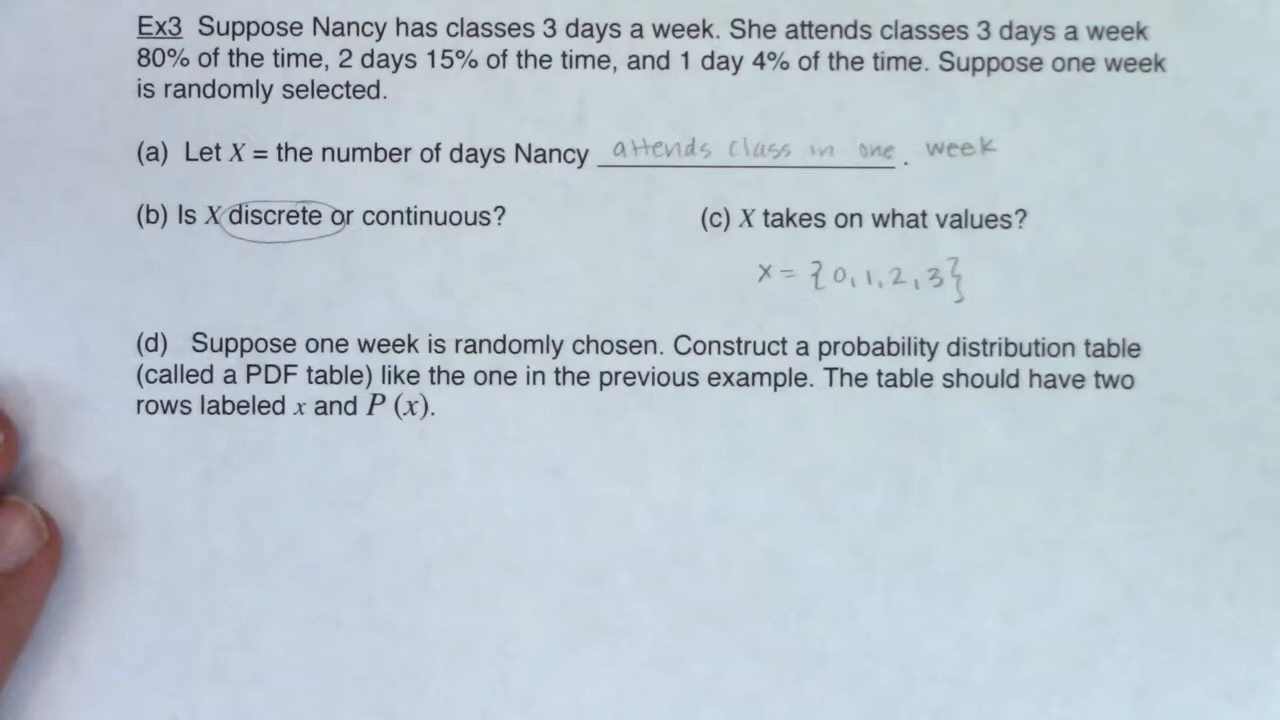 Ex3 Suppose Nancy has classes 3 days a week. She attends classes 3 days a week
80% of the time, 2 days 15% of the time, and 1 day 4% of the time. Suppose one week
is randomly selected.
(a) Let X = the number of days Nancy attends class in one . week
(b) Is X discrete or continuous?
(c) X takes on what values?
x = {0, 1, 2, 3}
(d) Suppose one week is randomly chosen. Construct a probability distribution table
(called a PDF table) like the one in the previous example. The table should have two
rows labeled x and P (x).